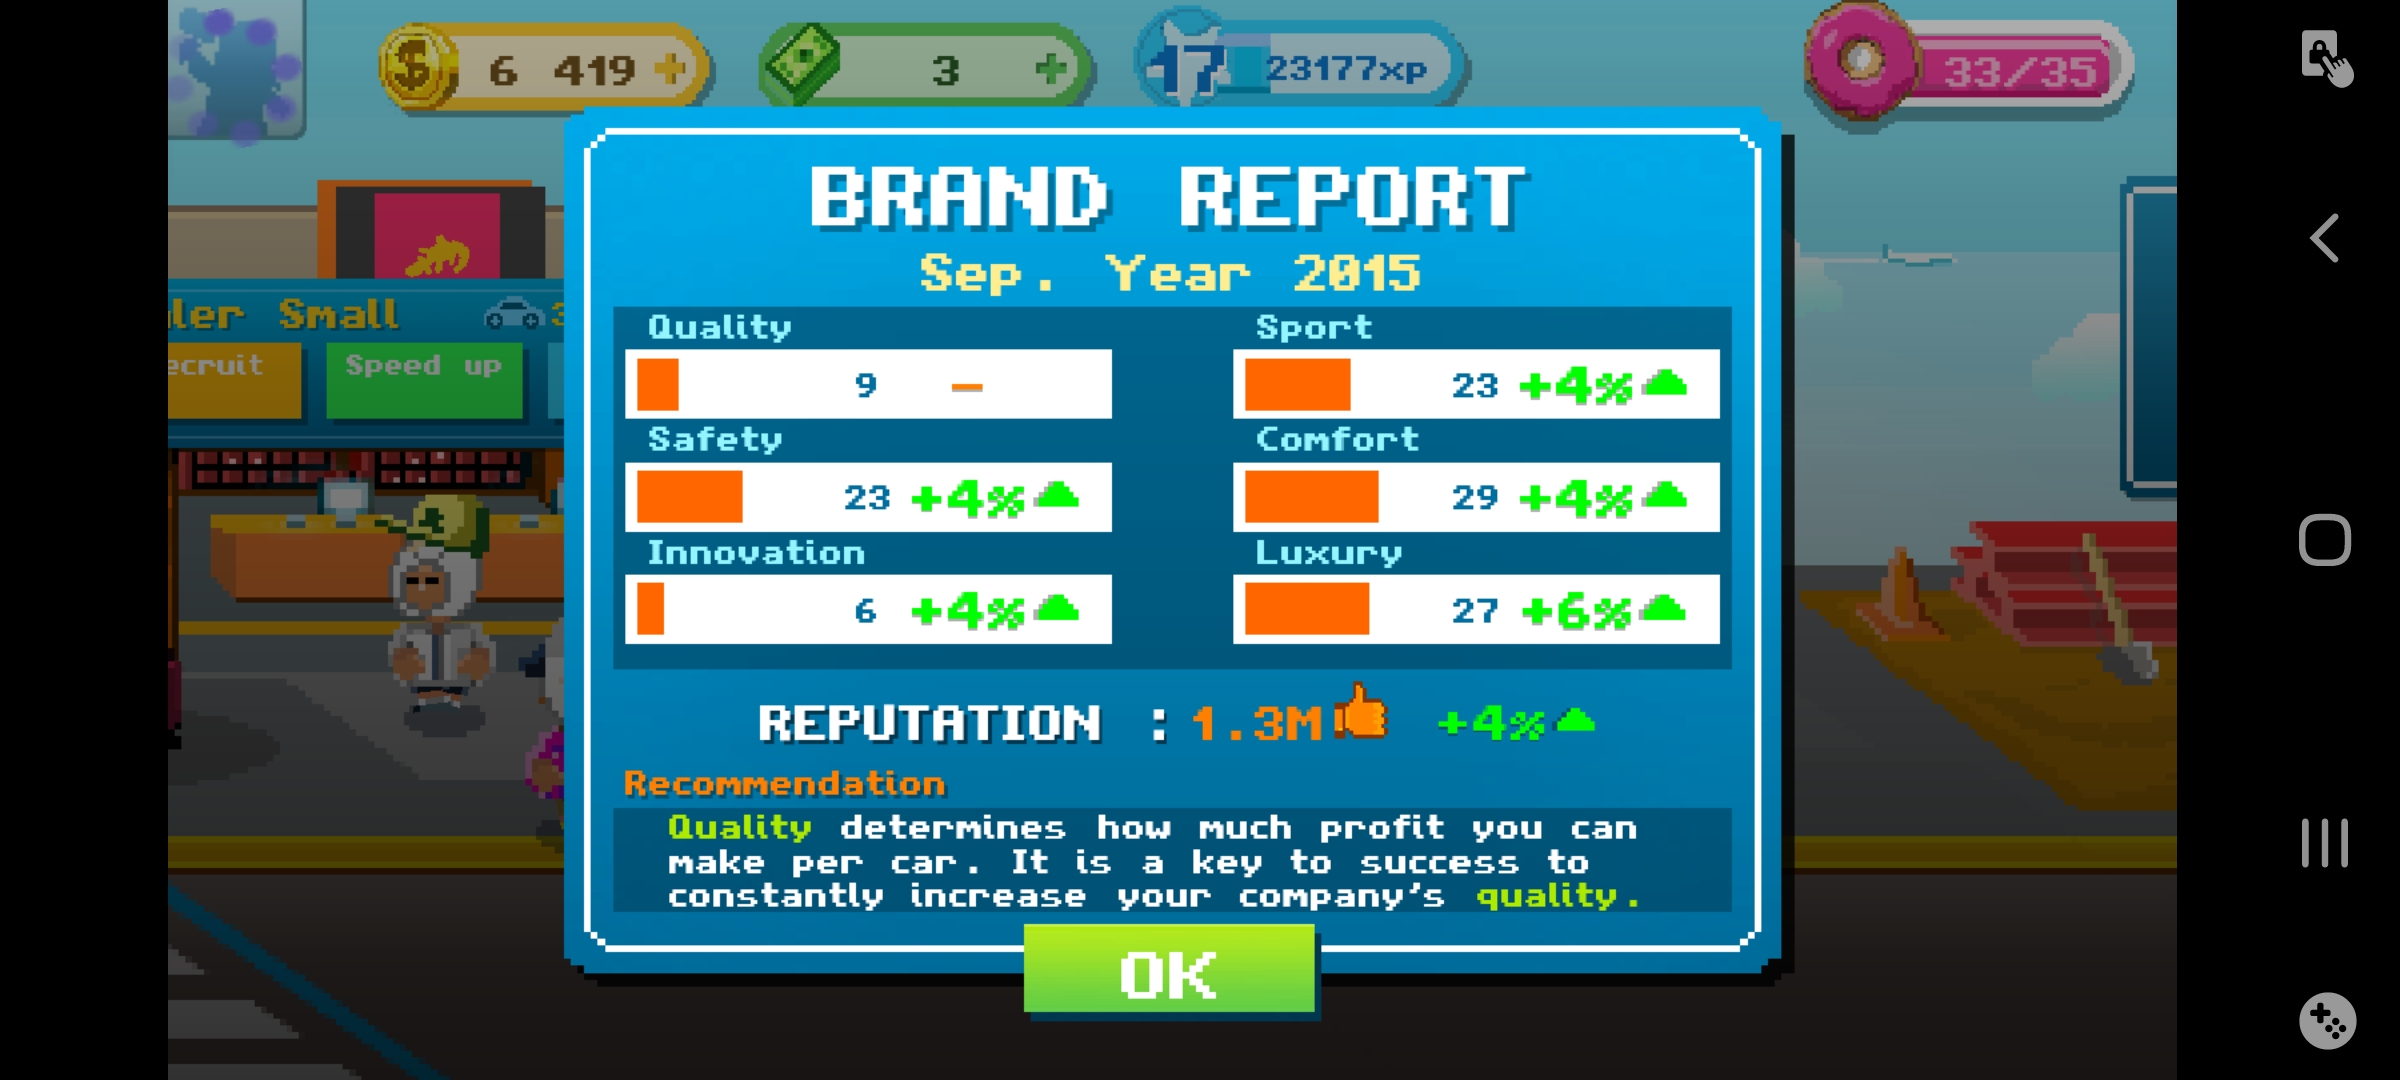 6 419 +
3 +
17 23177xp
33/35
BRAND REPORT
Sep. Year 2015
Quality
9 –
Sport
23 +4%
Safety
23 +4%
Comfort
29 +4%
Innovation
6 +4%
Luxury
27 +6%
REPUTATION : 1.3M +4%
Recommendation
Quality determines how much profit you can
make per car. It is a key to success to
constantly increase your company's quality.
OK
ler Small 3
ecruit
Speed up